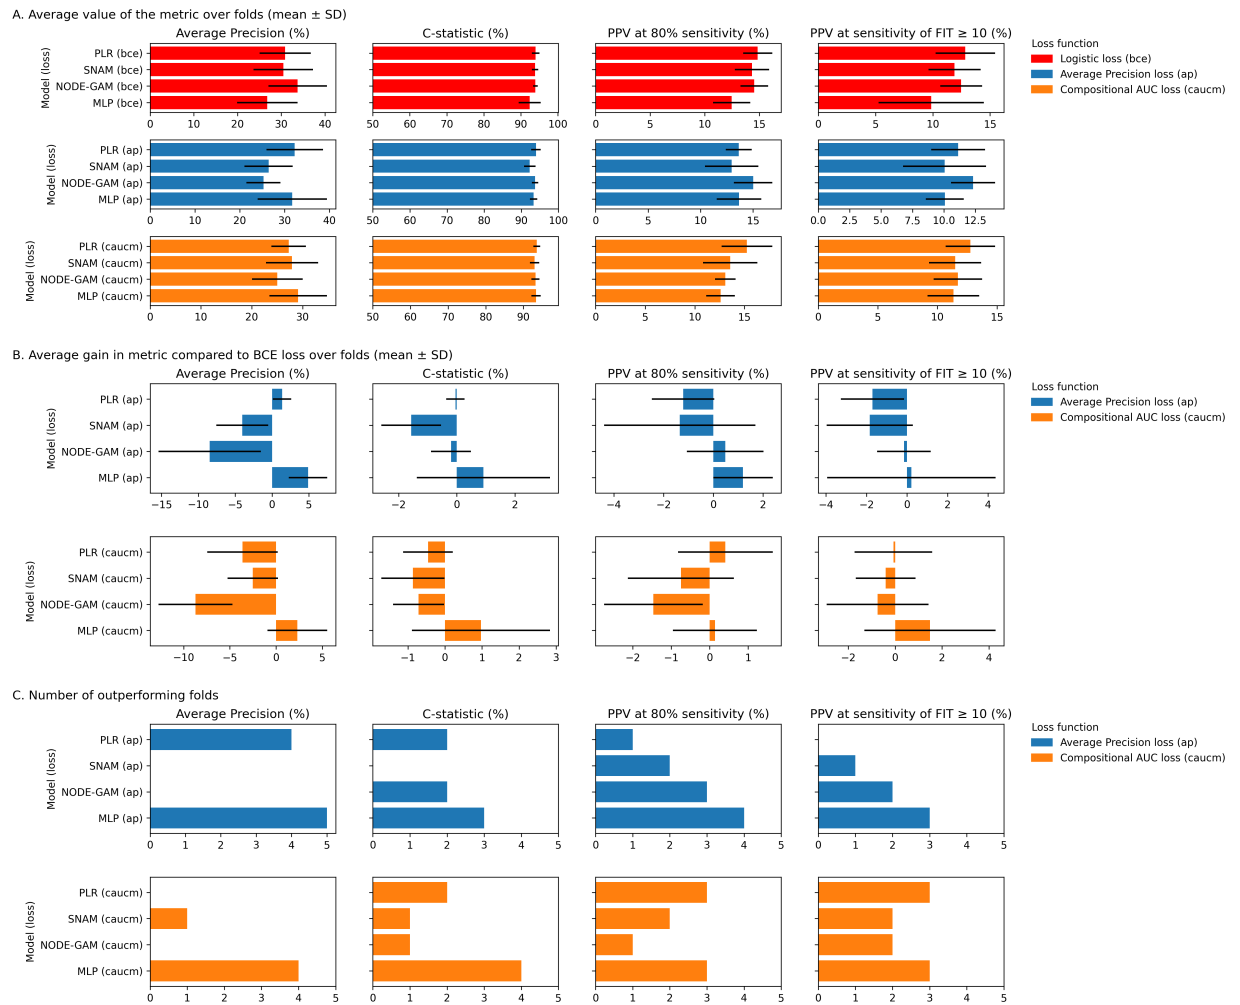 A. Average value of the metric over folds (mean ± SD)
Average Precision (%)
C-statistic (%)
PPV at 80% sensitivity (%)
PPV at sensitivity of FIT ≥ 10 (%)
Model (loss)
PLR (bce)
SNAM (bce)
NODE-GAM (bce)
MLP (bce)
0 10 20 30 40
50 60 70 80 90 100
0 5 10 15
0 5 10 15
Loss function
Logistic loss (bce)
Average Precision loss (ap)
Compositional AUC loss (caucm)
Model (loss)
PLR (ap)
SNAM (ap)
NODE-GAM (ap)
MLP (ap)
0 10 20 30 40
50 60 70 80 90 100
0 5 10 15
0.0 2.5 5.0 7.5 10.0 12.5
Model (loss)
PLR (caucm)
SNAM (caucm)
NODE-GAM (caucm)
MLP (caucm)
0 10 20 30
50 60 70 80 90
0 5 10 15
0 5 10 15
B. Average gain in metric compared to BCE loss over folds (mean ± SD)
Average Precision (%)
C-statistic (%)
PPV at 80% sensitivity (%)
PPV at sensitivity of FIT ≥ 10 (%)
Model (loss)
PLR (ap)
SNAM (ap)
NODE-GAM (ap)
MLP (ap)
−15 −10 −5 0 5
−2 0 2
−4 −2 0 2
−4 −2 0 2 4
Loss function
Average Precision loss (ap)
Compositional AUC loss (caucm)
Model (loss)
PLR (caucm)
SNAM (caucm)
NODE-GAM (caucm)
MLP (caucm)
−10 −5 0 5
−1 0 1 2 3
−2 −1 0 1
−2 0 2 4
C. Number of outperforming folds
Average Precision (%)
C-statistic (%)
PPV at 80% sensitivity (%)
PPV at sensitivity of FIT ≥ 10 (%)
Model (loss)
PLR (ap)
SNAM (ap)
NODE-GAM (ap)
MLP (ap)
0 1 2 3 4 5
0 1 2 3 4 5
0 1 2 3 4 5
0 1 2 3 4 5
Loss function
Average Precision loss (ap)
Compositional AUC loss (caucm)
Model (loss)
PLR (caucm)
SNAM (caucm)
NODE-GAM (caucm)
MLP (caucm)
0 1 2 3 4 5
0 1 2 3 4 5
0 1 2 3 4 5
0 1 2 3 4 5